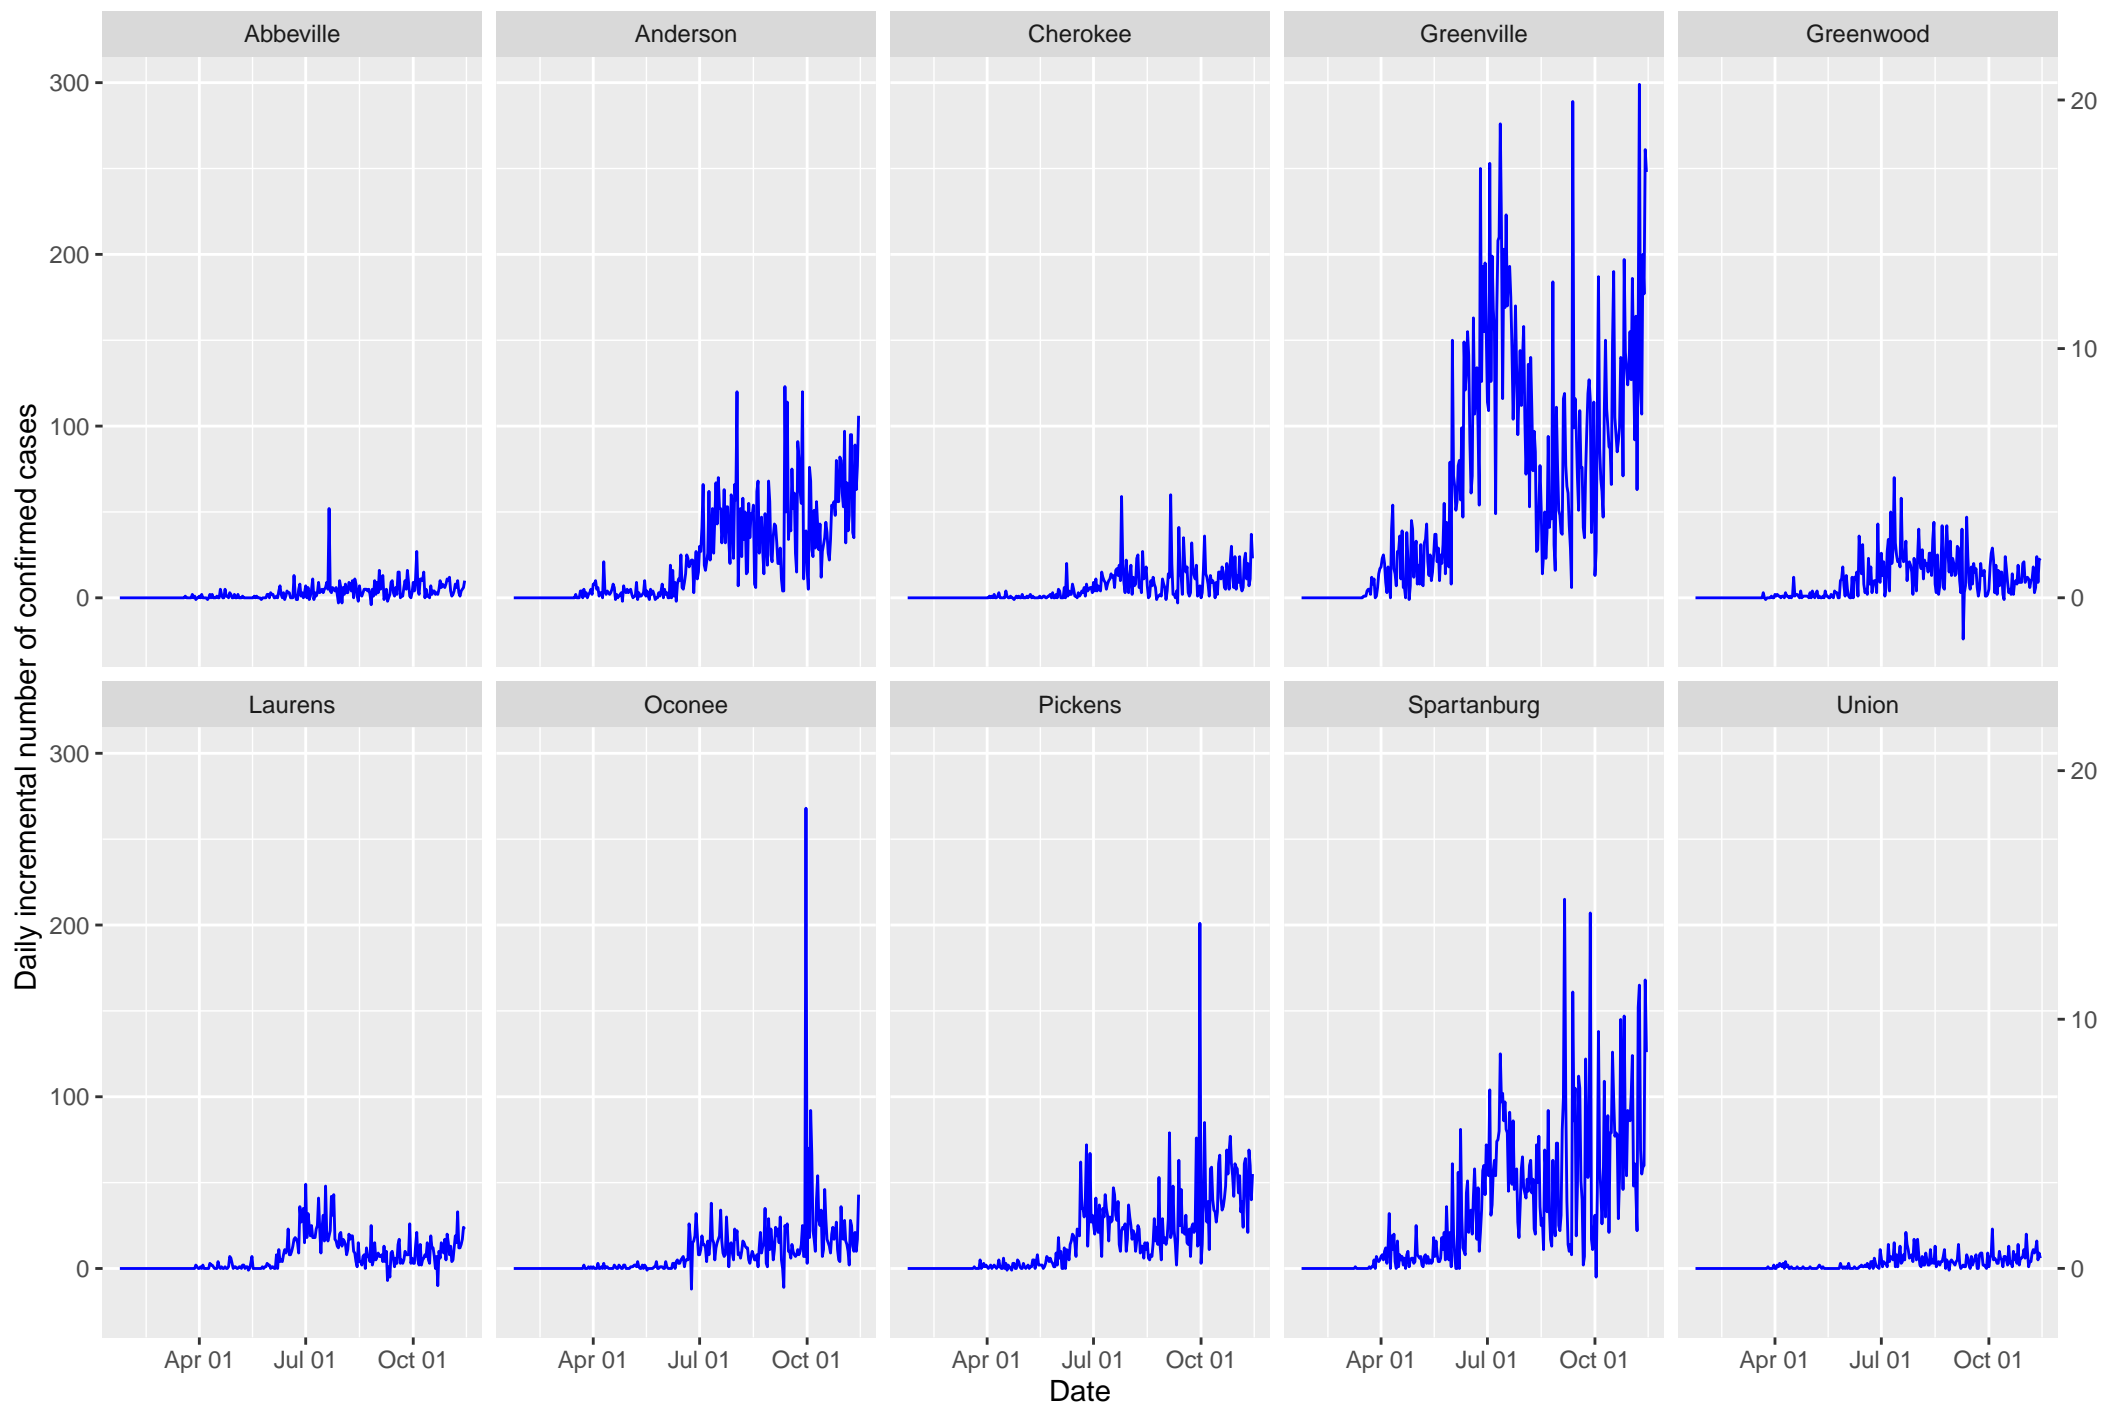 Abbeville Anderson Cherokee Greenville Greenwood
300
200
100
0
20
10
0
Laurens Oconee Pickens Spartanburg Union
300
200
100
0
20
10
0
Apr 01 Jul 01 Oct 01 Apr 01 Jul 01 Oct 01 Apr 01 Jul 01 Oct 01 Apr 01 Jul 01 Oct 01 Apr 01 Jul 01 Oct 01
Date
Daily incremental number of confirmed cases